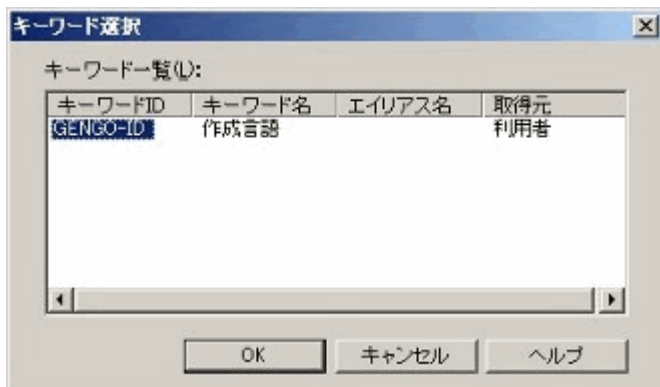 キーワード選択
キーワード一覧(L):
キーワードID キーワード名 エイリアス名 取得元
GENGO-ID 作成言語 利用者
OK キャンセル ヘルプ